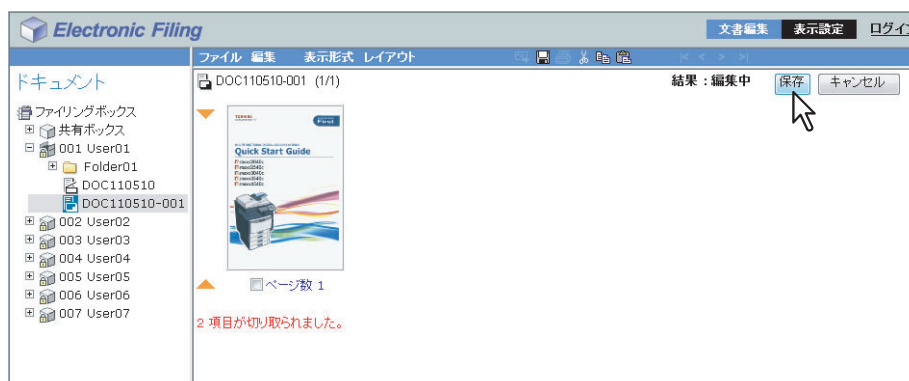 Electronic Filing
文書編集 表示設定 ログイ
ファイル 編集 表示形式 レイアウト
ドキュメント
DOC110510-001 (1/1)
結果：編集中 保存 キャンセル
ファイリングボックス
共有ボックス
001 User01
Folder01
DOC110510
DOC110510-001
002 User02
003 User03
004 User04
005 User05
006 User06
007 User07
TOSHIBA
First
Quick Start Guide
ページ数 1
2 項目が切り取られました。